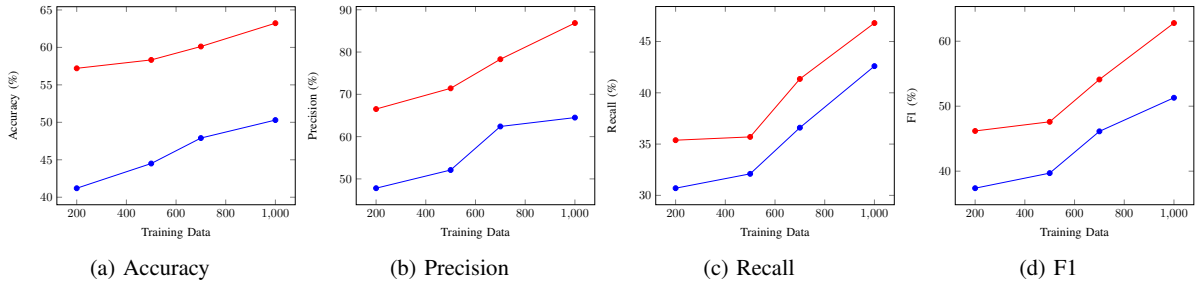 65
60
55
50
45
40
Accuracy (%)
200 400 600 800 1,000
Training Data
(a) Accuracy
90
80
70
60
50
Precision (%)
200 400 600 800 1,000
Training Data
(b) Precision
45
40
35
30
Recall (%)
200 400 600 800 1,000
Training Data
(c) Recall
60
50
40
F1 (%)
200 400 600 800 1,000
Training Data
(d) F1